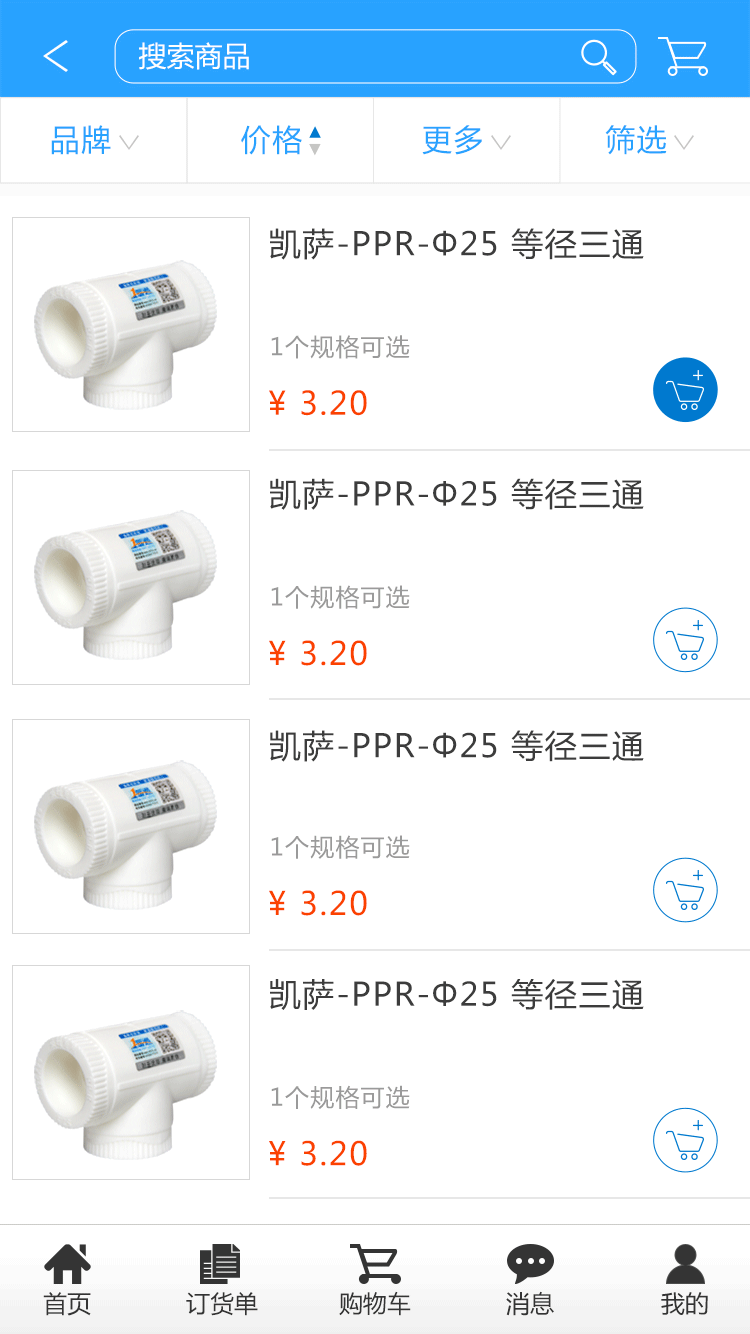 搜索商品
品牌 价格 更多 筛选
凯萨-PPR-Φ25 等径三通
1个规格可选
¥ 3.20
凯萨-PPR-Φ25 等径三通
1个规格可选
¥ 3.20
凯萨-PPR-Φ25 等径三通
1个规格可选
¥ 3.20
凯萨-PPR-Φ25 等径三通
1个规格可选
¥ 3.20
首页 订货单 购物车 消息 我的